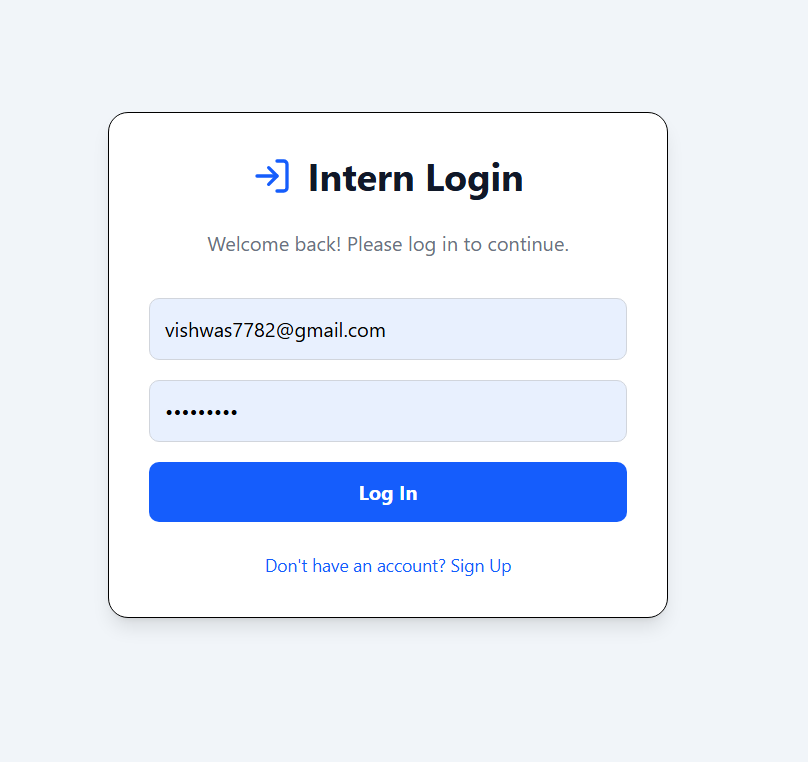 Intern Login
Welcome back! Please log in to continue.
vishwas7782@gmail.com
•••••••••
Log In
Don't have an account? Sign Up